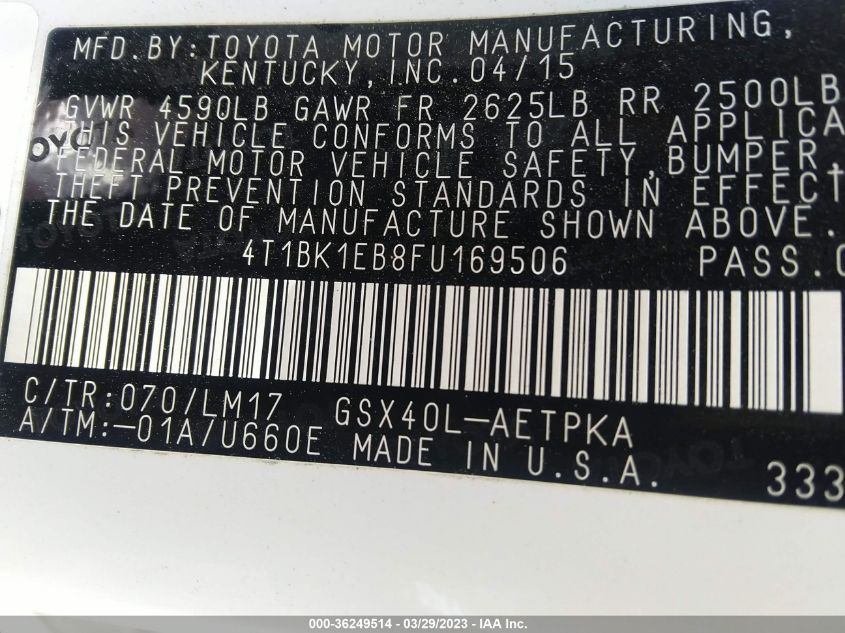 MFD.BY:TOYOTA MOTOR MANUFACTURING,
KENTUCKY,INC.04/15
GVWR 4590LB GAWR FR 2625LB RR 2500LB
THIS VEHICLE CONFORMS TO ALL APPLICA
FEDERAL MOTOR VEHICLE SAFETY,BUMPER,
THEFT PREVENTION STANDARDS IN EFFECT
THE DATE OF MANUFACTURE SHOWN ABOVE.
4T1BK1EB8FU169506 PASS.C
C/TR:070/LM17 GSX40L-AETPKA
A/TM:-01A/U660E MADE IN U.S.A. 333
000-36249514 - 03/29/2023 - IAA Inc.